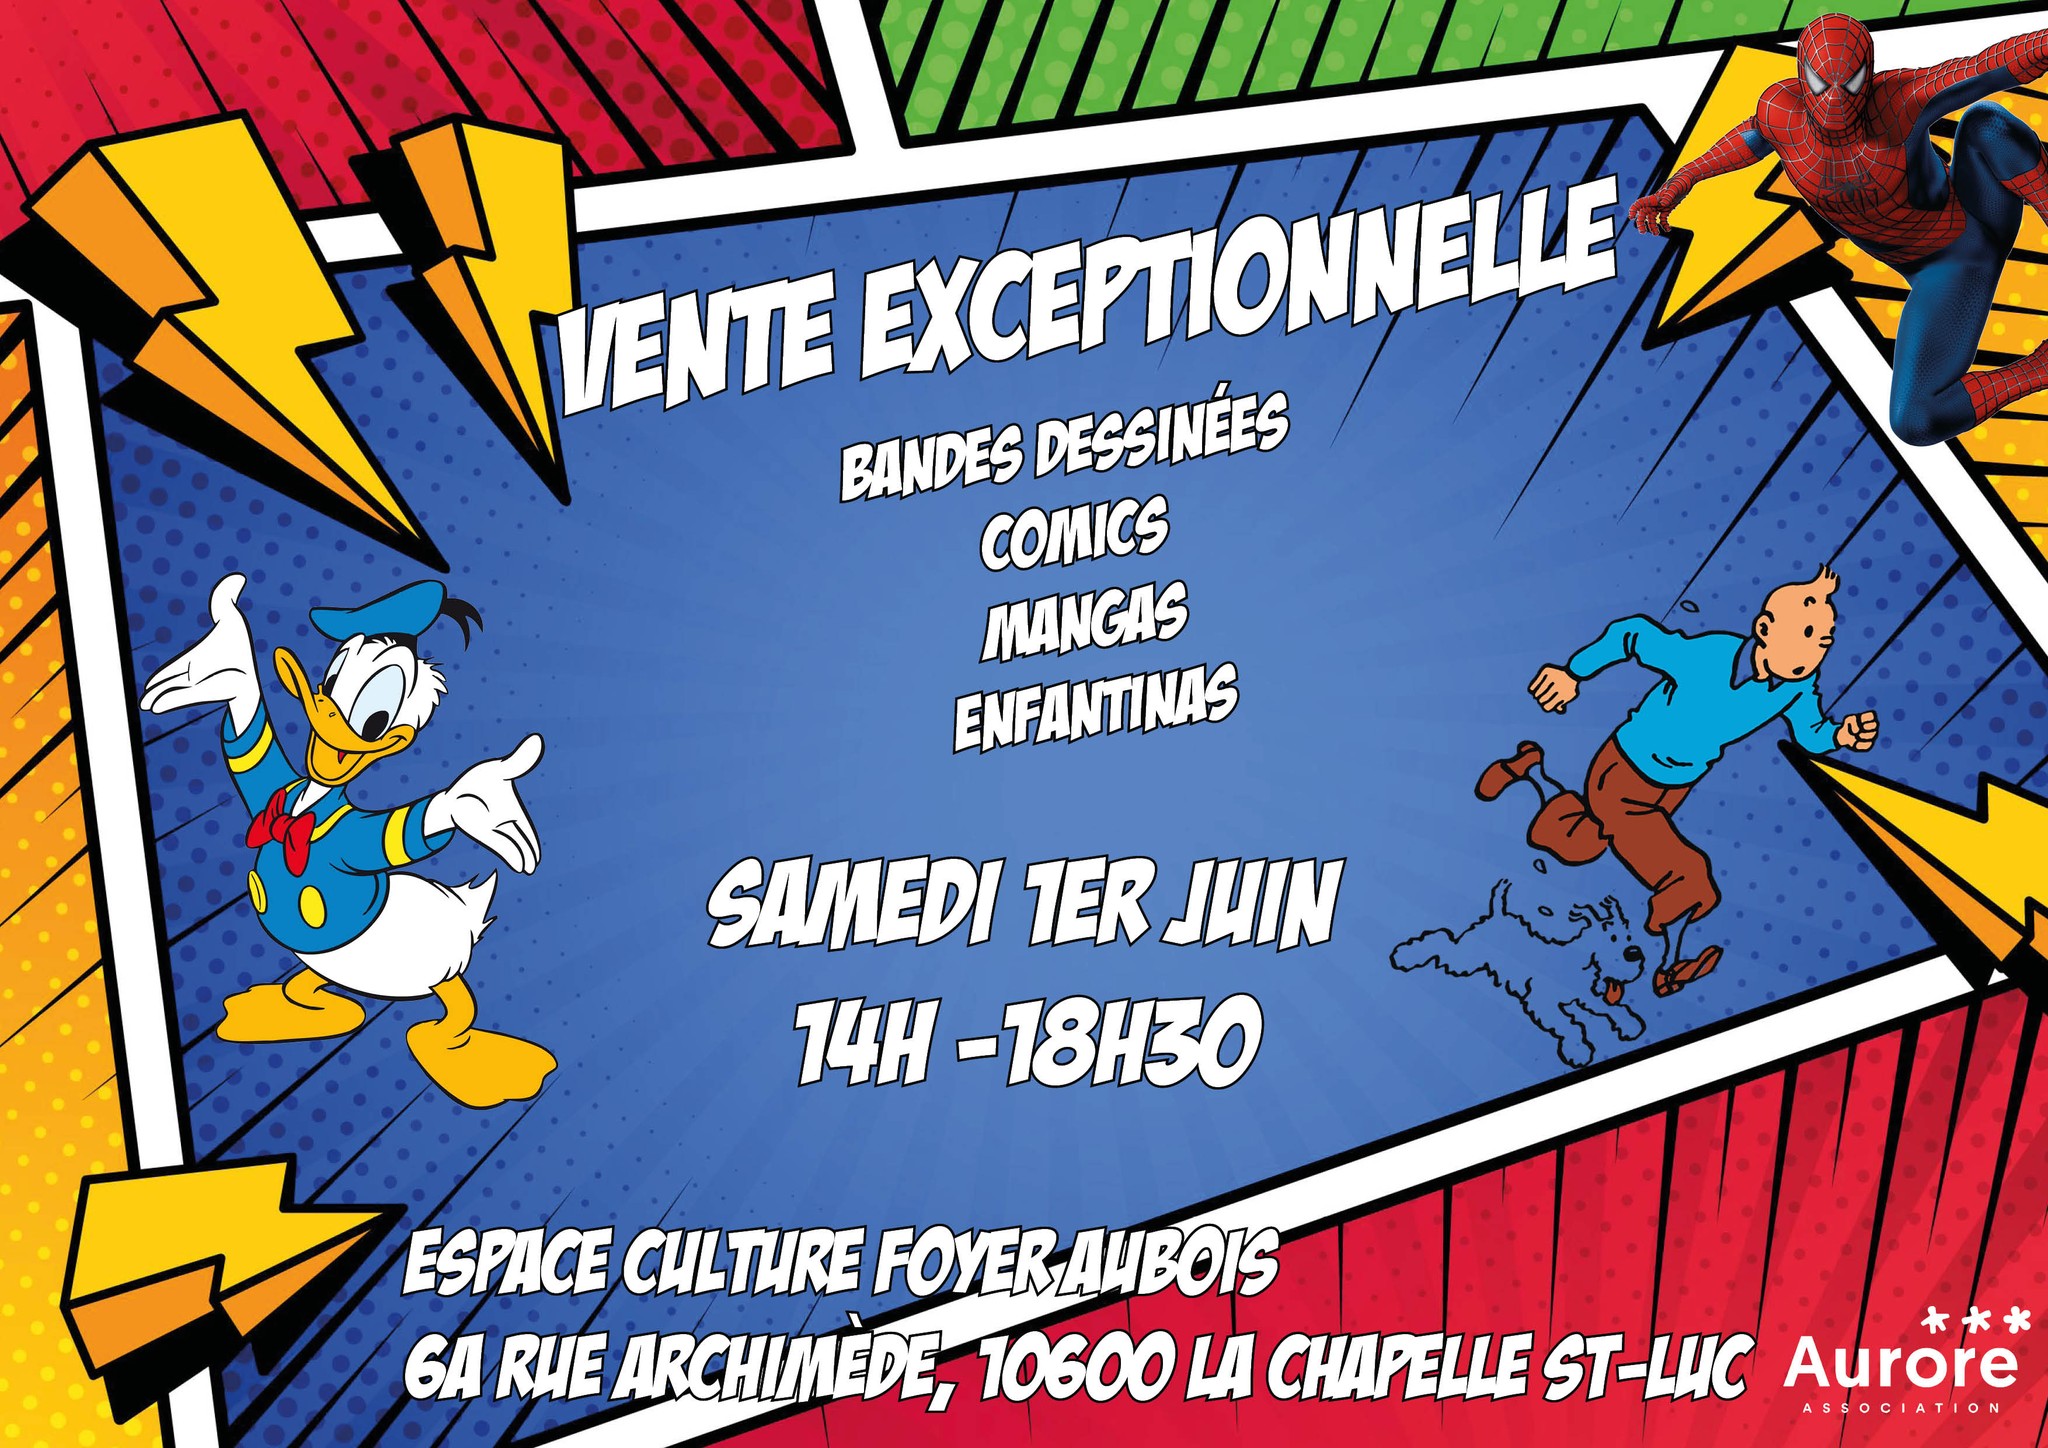 VENTE EXCEPTIONNELLE
BANDES DESSINÉES
COMICS
MANGAS
ENFANTINAS
SAMEDI 1ER JUIN
14H -18H30
ESPACE CULTURE FOYER AUBOIS
6A RUE ARCHIMÈDE, 10600 LA CHAPELLE ST-LUC
Aurore
ASSOCIATION